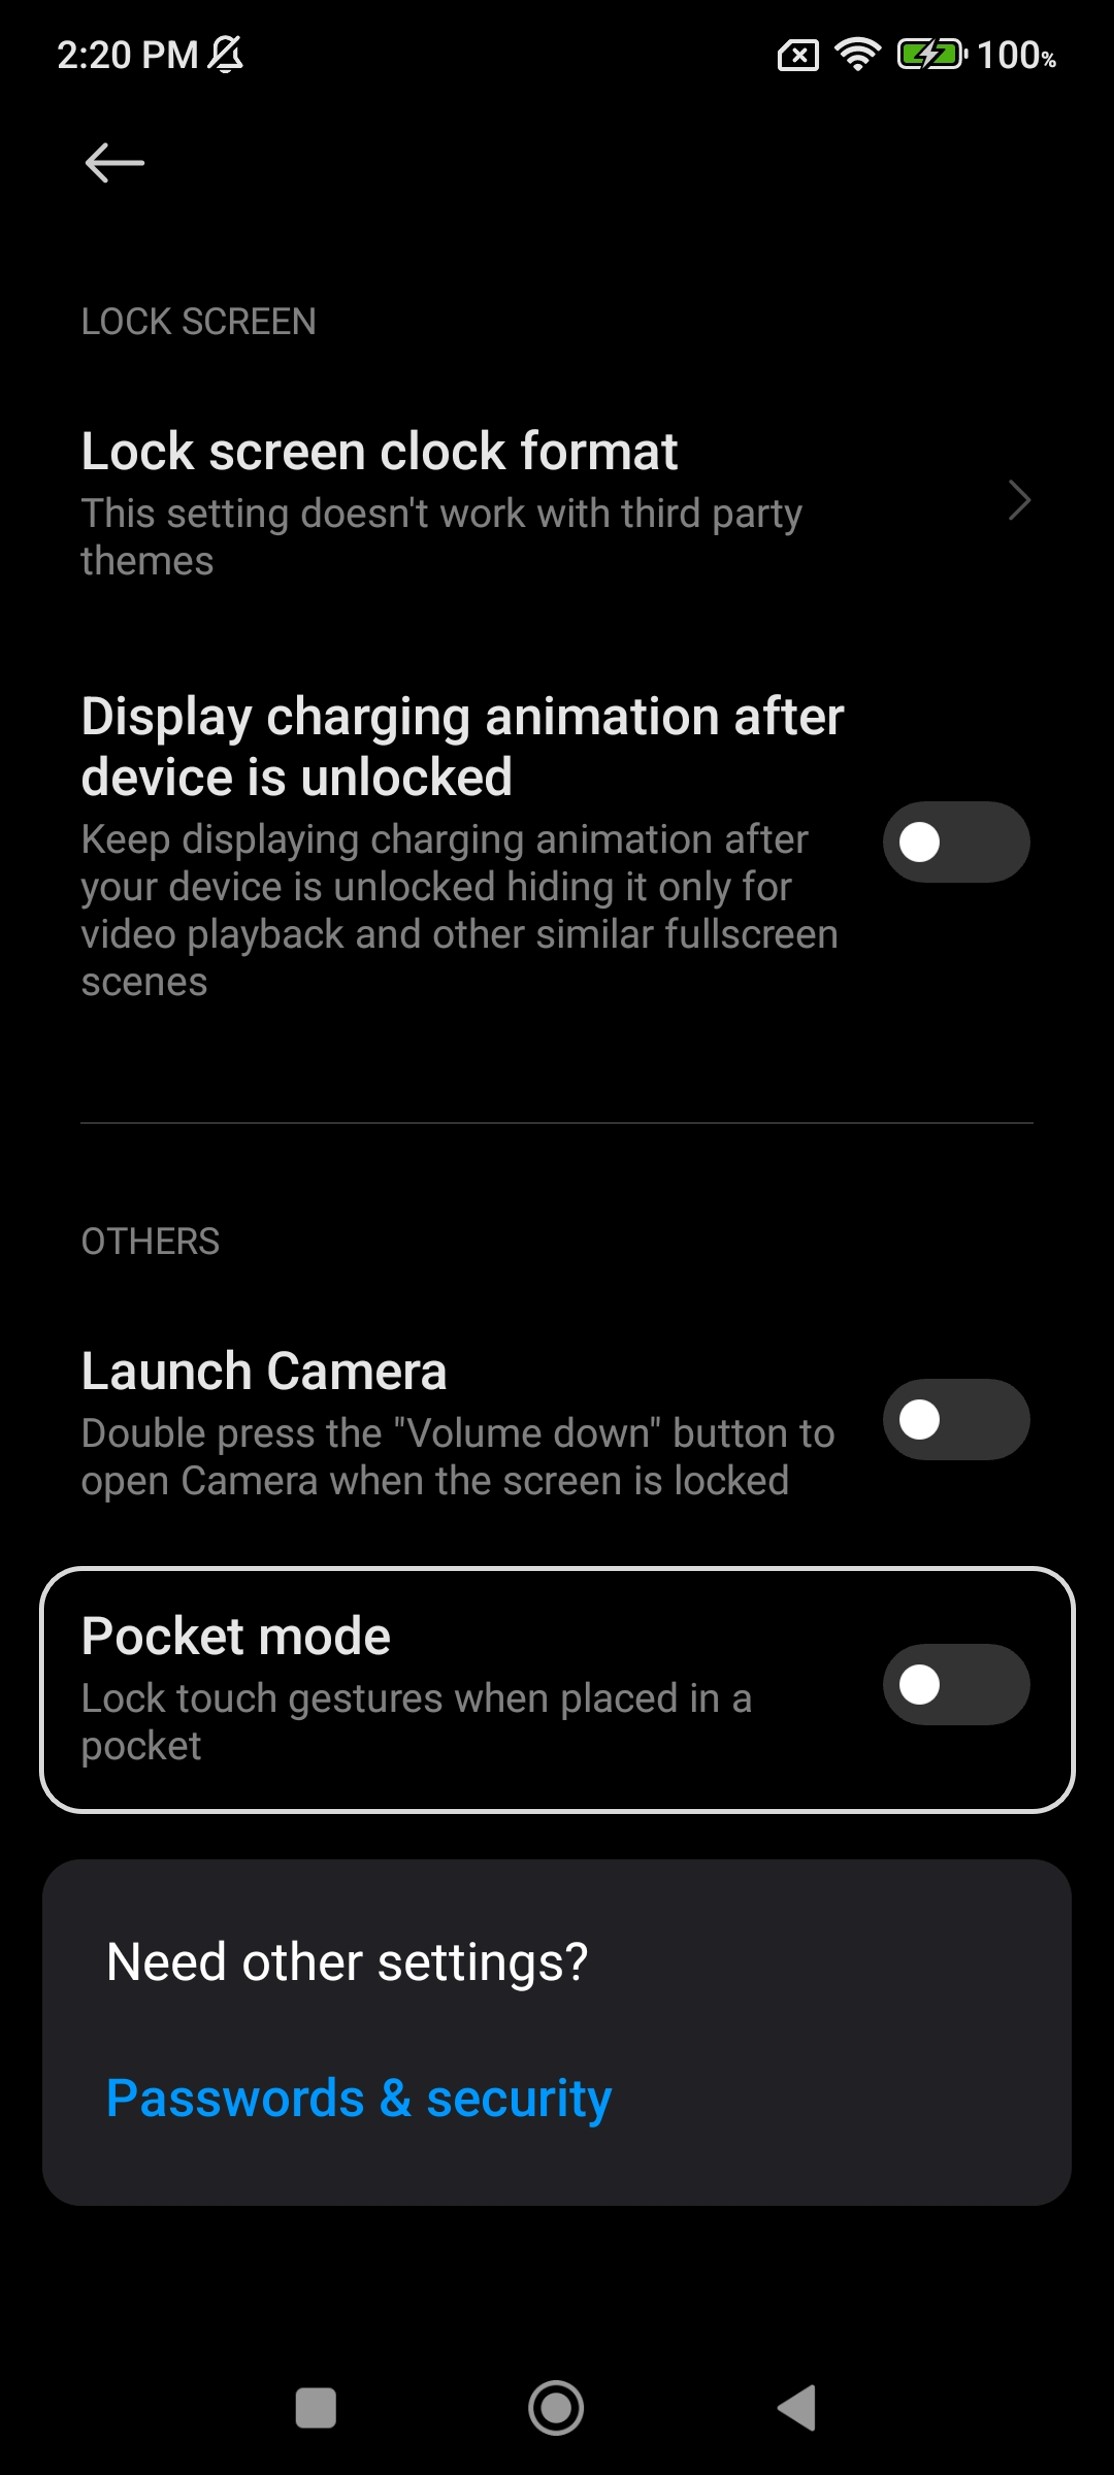 2:20 PM
100%
LOCK SCREEN
Lock screen clock format
This setting doesn't work with third party
themes
Display charging animation after
device is unlocked
Keep displaying charging animation after
your device is unlocked hiding it only for
video playback and other similar fullscreen
scenes
OTHERS
Launch Camera
Double press the "Volume down" button to
open Camera when the screen is locked
Pocket mode
Lock touch gestures when placed in a
pocket
Need other settings?
Passwords & security